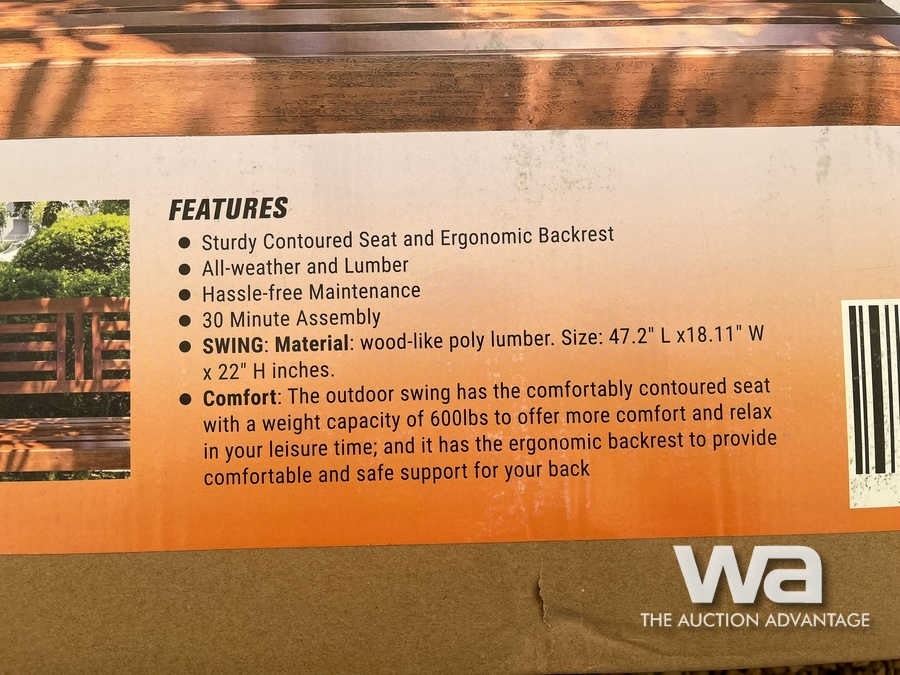 FEATURES
● Sturdy Contoured Seat and Ergonomic Backrest
● All-weather and Lumber
● Hassle-free Maintenance
● 30 Minute Assembly
● SWING: Material: wood-like poly lumber. Size: 47.2" L x18.11" W
x 22" H inches.
● Comfort: The outdoor swing has the comfortably contoured seat
with a weight capacity of 600lbs to offer more comfort and relax
in your leisure time; and it has the ergonomic backrest to provide
comfortable and safe support for your back
wa
THE AUCTION ADVANTAGE